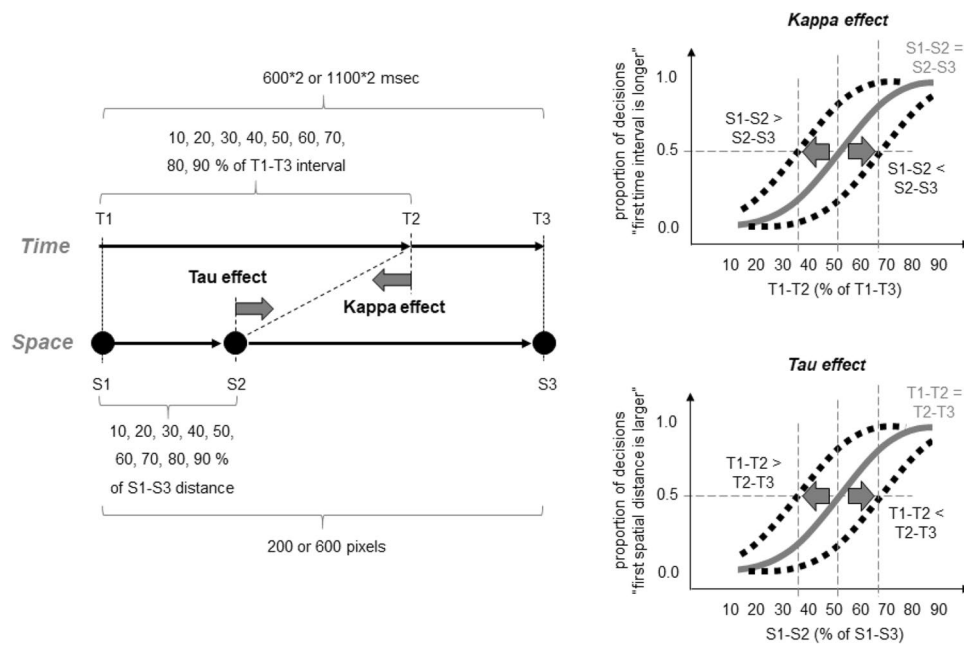 600*2 or 1100*2 msec
10, 20, 30, 40, 50, 60, 70,
80, 90 % of T1-T3 interval
T1
T2
T3
Time
Tau effect
Kappa effect
Space
S1
S2
S3
10, 20, 30, 40, 50,
60, 70, 80, 90 %
of S1-S3 distance
200 or 600 pixels
Kappa effect
S1-S2 =
S2-S3
proportion of decisions
"first time interval is longer"
1.0
0.5
0.0
S1-S2 >
S2-S3
S1-S2 <
S2-S3
10 20 30 40 50 60 70 80 90
T1-T2 (% of T1-T3)
Tau effect
T1-T2 =
T2-T3
proportion of decisions
"first spatial distance is larger"
1.0
0.5
0.0
T1-T2 >
T2-T3
T1-T2 <
T2-T3
10 20 30 40 50 60 70 80 90
S1-S2 (% of S1-S3)